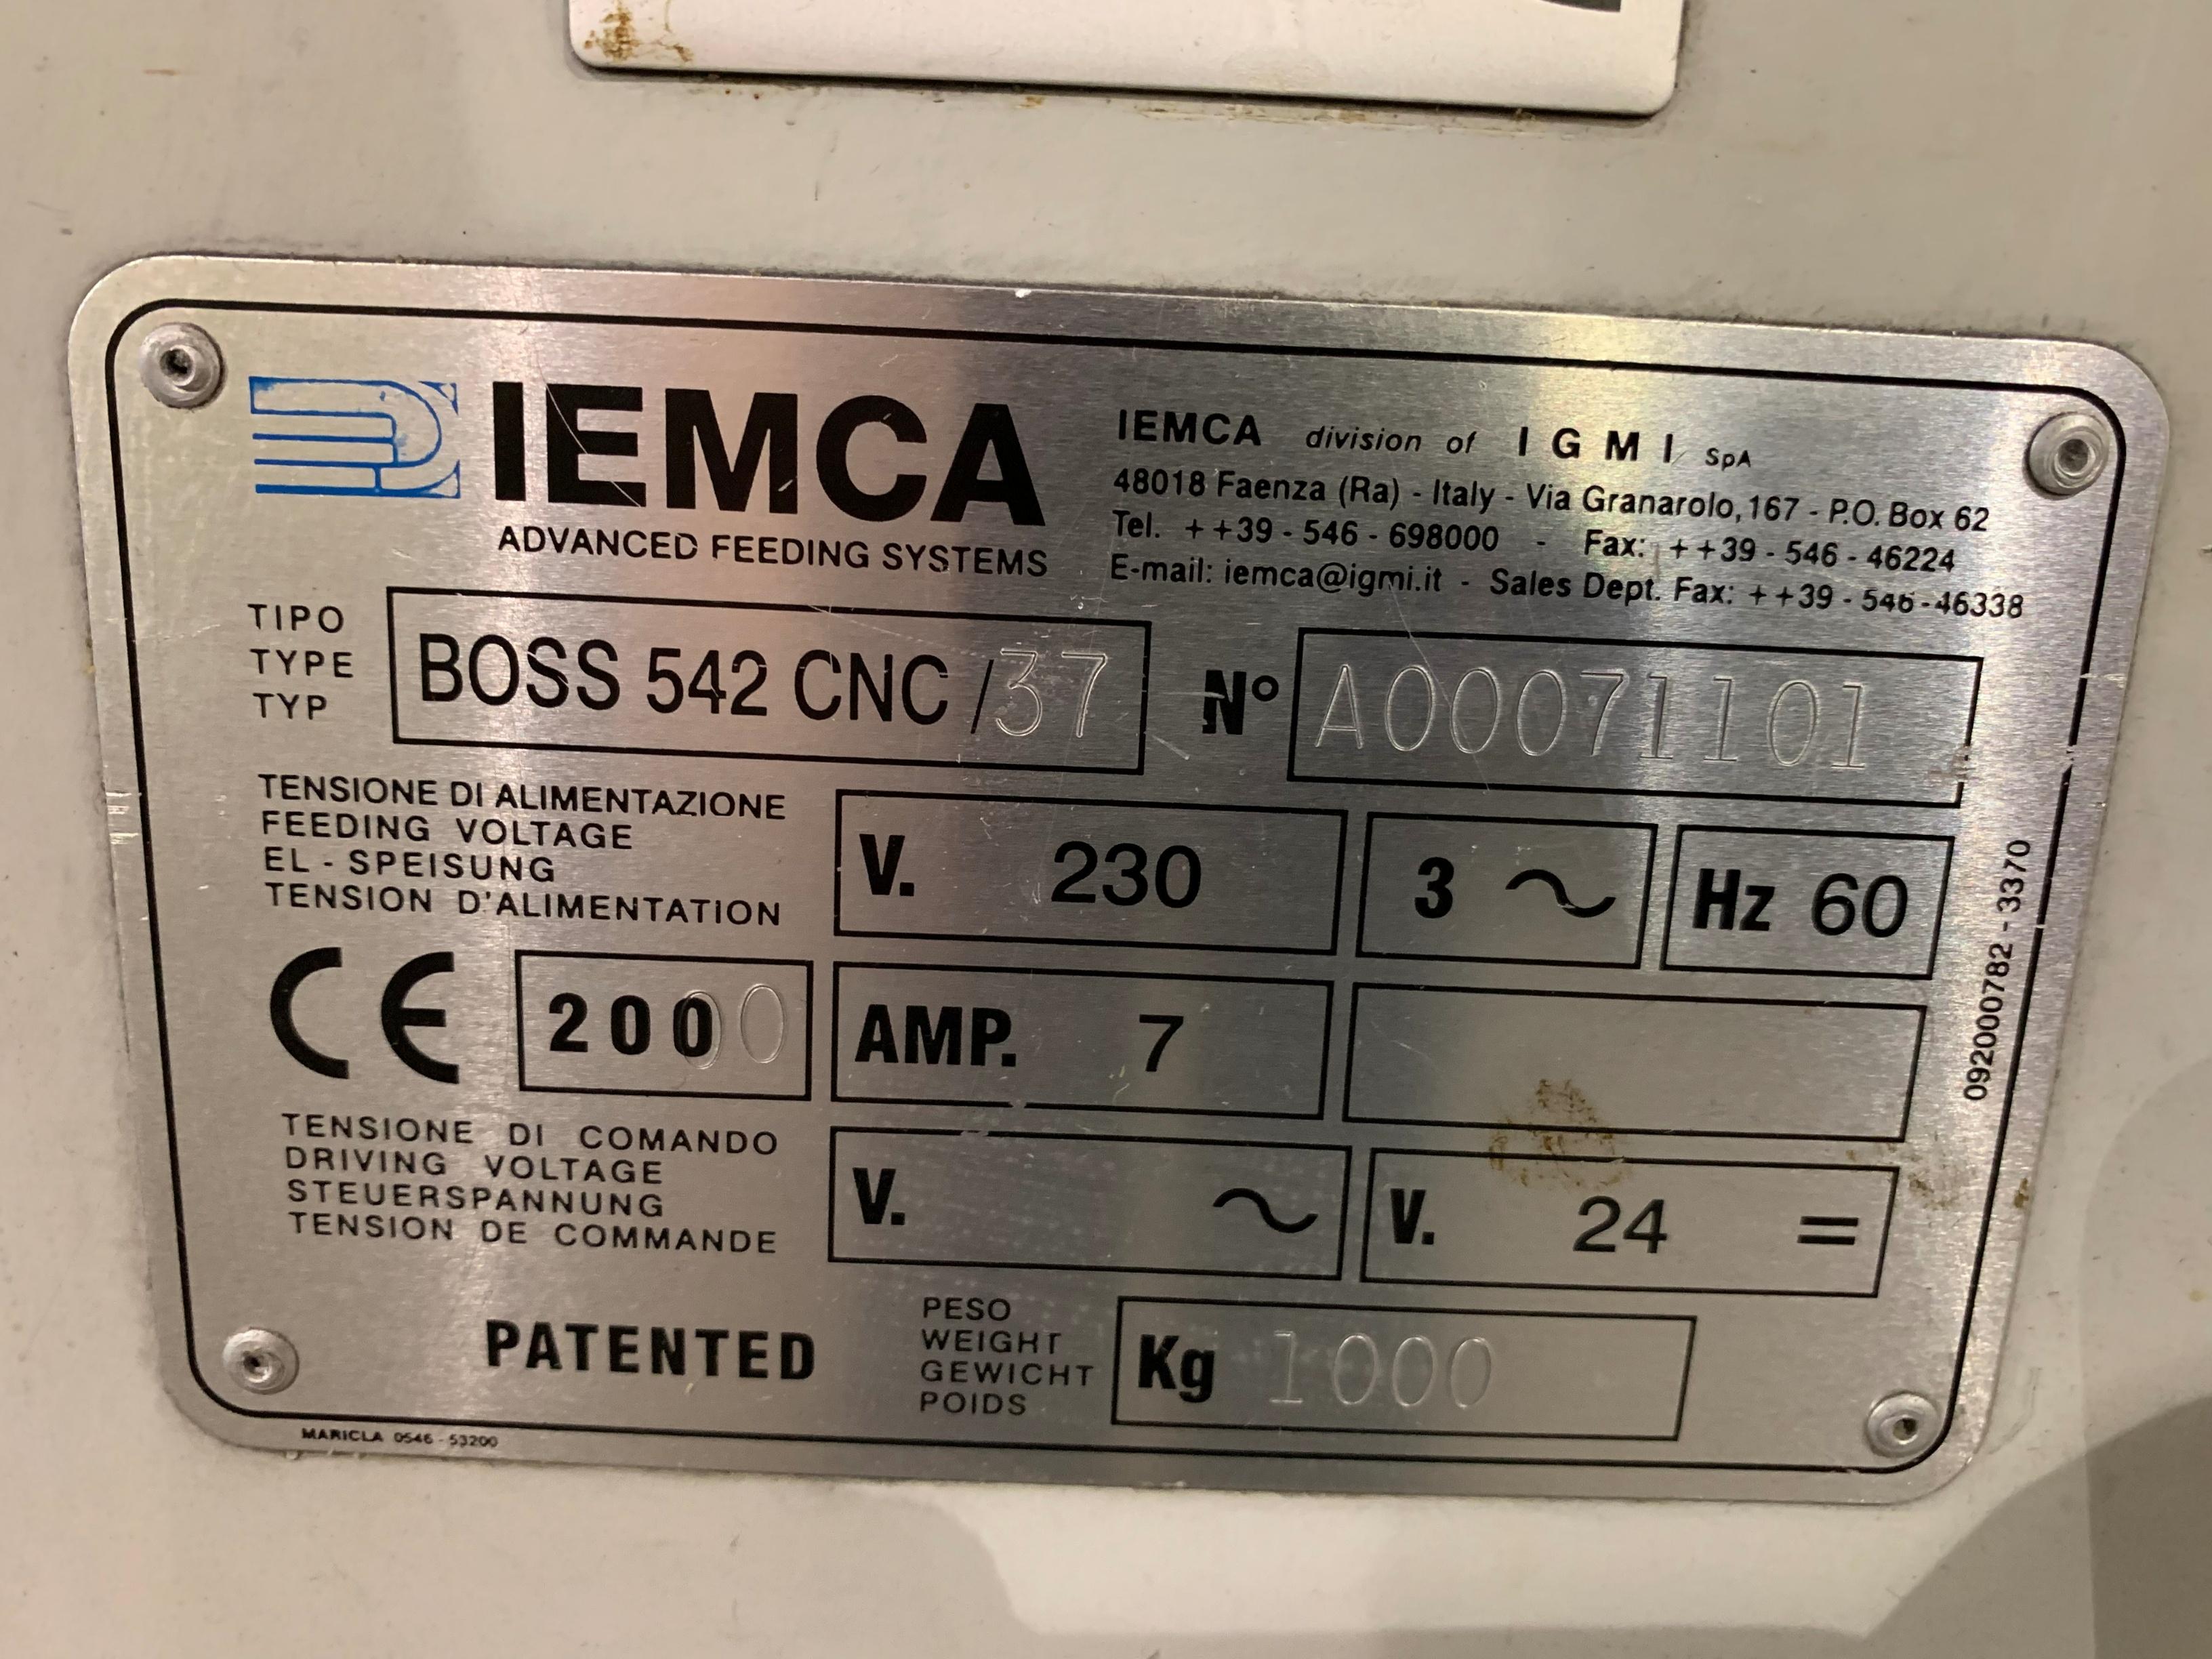 IEMCA
ADVANCED FEEDING SYSTEMS
IEMCA division of IGMI SpA
48018 Faenza (Ra) - Italy - Via Granarolo, 167 - P.O. Box 62
Tel. ++39 - 546 - 698000 - Fax: ++39 - 546 - 46224
E-mail: iemca@igmi.it - Sales Dept. Fax: ++39 - 546 - 46338
TIPO
TYPE
TYP
BOSS 542 CNC /37
N° A00071101
TENSIONE DI ALIMENTAZIONE
FEEDING VOLTAGE
EL - SPEISUNG
TENSION D'ALIMENTATION
V. 230
3 ~
Hz 60
CE
2000
AMP. 7
TENSIONE DI COMANDO
DRIVING VOLTAGE
STEUERSPANNUNG
TENSION DE COMMANDE
V. ~
V. 24 =
PATENTED
PESO
WEIGHT
GEWICHT
POIDS
Kg 1000
MARICLA 0546 - 53200
092000782 - 3370